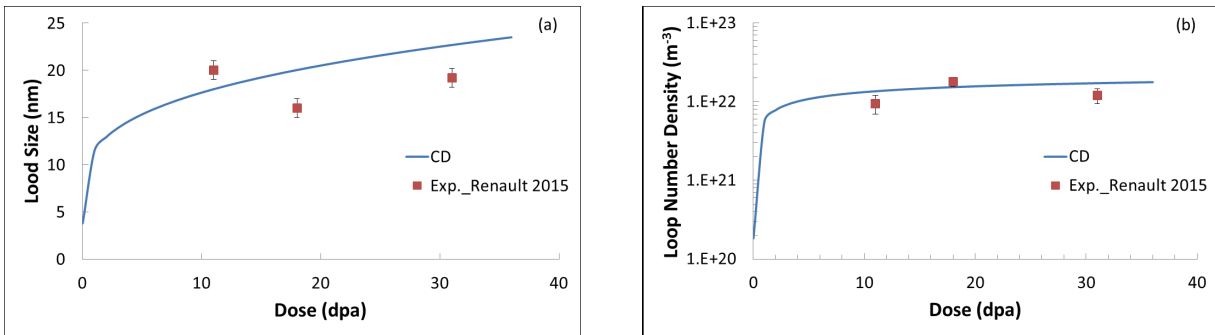 (a)
Lood Size (nm)
25
20
15
10
5
0
0 10 20 30 40
Dose (dpa)
CD
Exp._Renault 2015
(b)
Loop Number Density (m-3)
1.E+23
1.E+22
1.E+21
1.E+20
0 10 20 30 40
Dose (dpa)
CD
Exp._Renault 2015